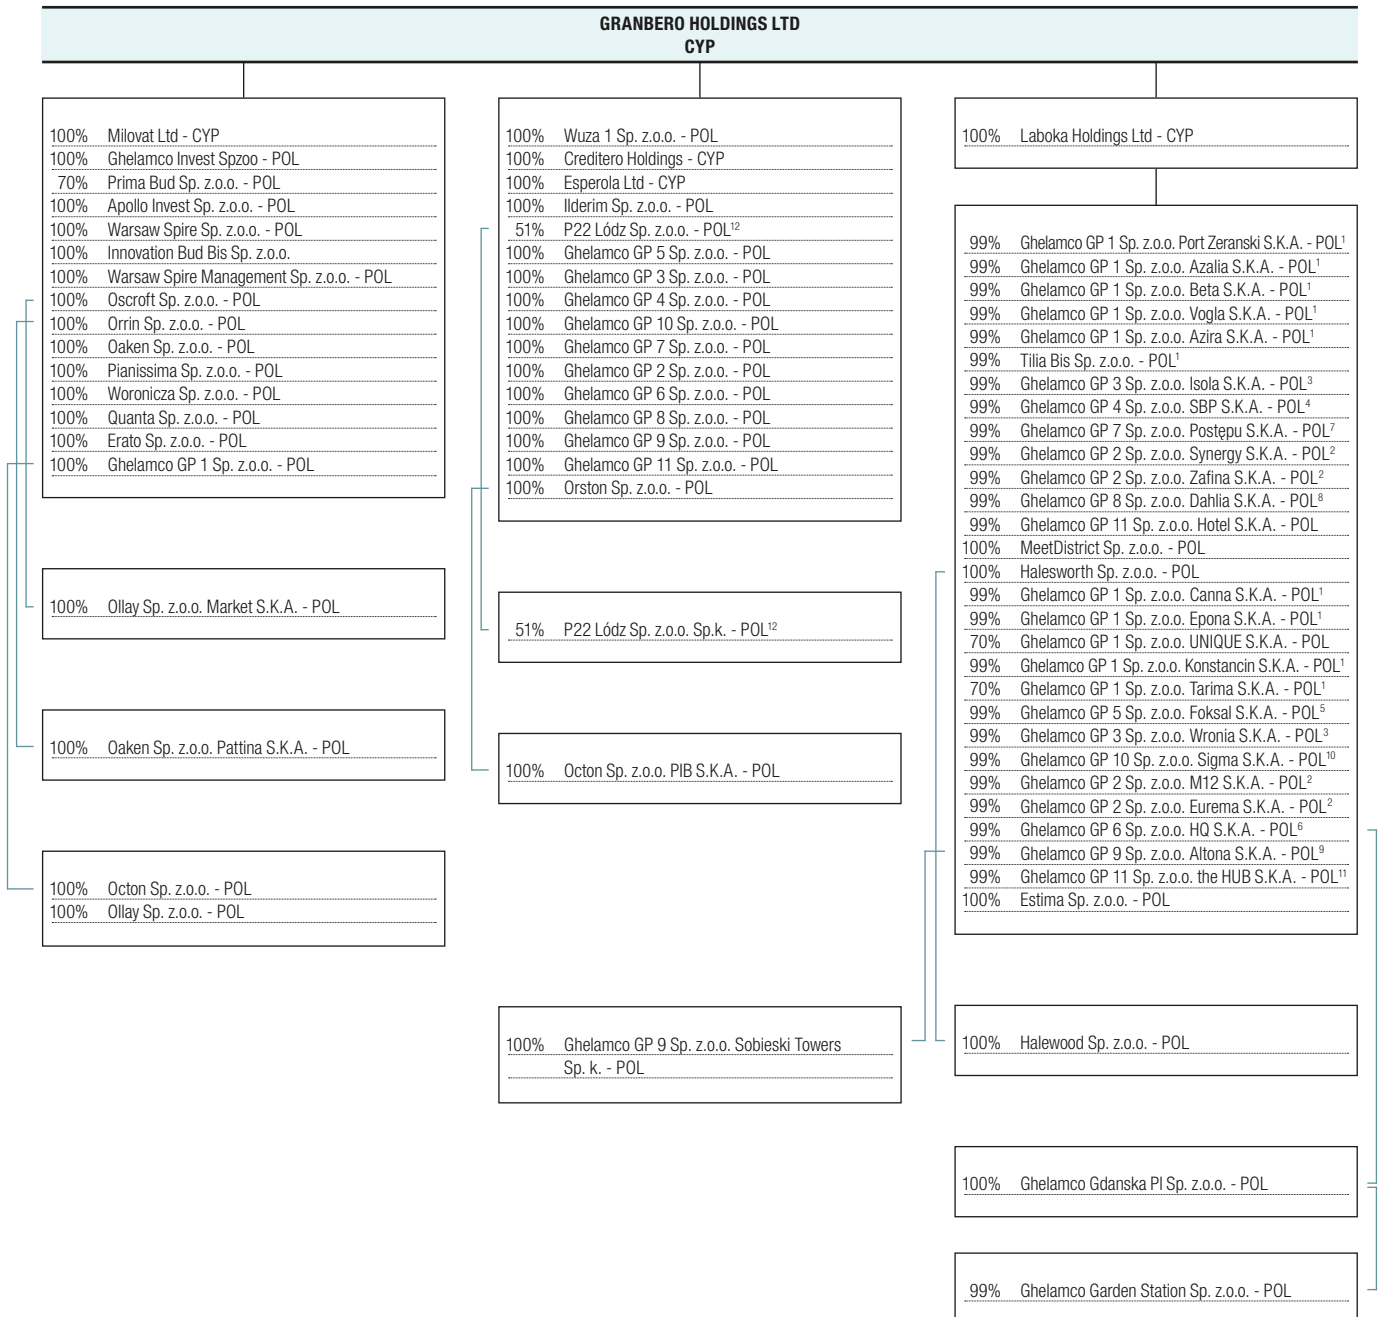 GRANBERO HOLDINGS LTD
CYP
100% Milovat Ltd - CYP
100% Ghelamco Invest Spzoo - POL
70% Prima Bud Sp. z.o.o. - POL
100% Apollo Invest Sp. z.o.o. - POL
100% Warsaw Spire Sp. z.o.o. - POL
100% Innovation Bud Bis Sp. z.o.o.
100% Warsaw Spire Management Sp. z.o.o. - POL
100% Oscroft Sp. z.o.o. - POL
100% Orrin Sp. z.o.o. - POL
100% Oaken Sp. z.o.o. - POL
100% Pianissima Sp. z.o.o. - POL
100% Woronicza Sp. z.o.o. - POL
100% Quanta Sp. z.o.o. - POL
100% Erato Sp. z.o.o. - POL
100% Ghelamco GP 1 Sp. z.o.o. - POL
100% Ollay Sp. z.o.o. Market S.K.A. - POL
100% Oaken Sp. z.o.o. Pattina S.K.A. - POL
100% Octon Sp. z.o.o. - POL
100% Ollay Sp. z.o.o. - POL
100% Wuza 1 Sp. z.o.o. - POL
100% Creditero Holdings - CYP
100% Esperola Ltd - CYP
100% Ilderim Sp. z.o.o. - POL
51% P22 Lódz Sp. z.o.o. - POL¹²
100% Ghelamco GP 5 Sp. z.o.o. - POL
100% Ghelamco GP 3 Sp. z.o.o. - POL
100% Ghelamco GP 4 Sp. z.o.o. - POL
100% Ghelamco GP 10 Sp. z.o.o. - POL
100% Ghelamco GP 7 Sp. z.o.o. - POL
100% Ghelamco GP 2 Sp. z.o.o. - POL
100% Ghelamco GP 6 Sp. z.o.o. - POL
100% Ghelamco GP 8 Sp. z.o.o. - POL
100% Ghelamco GP 9 Sp. z.o.o. - POL
100% Ghelamco GP 11 Sp. z.o.o. - POL
100% Orston Sp. z.o.o. - POL
51% P22 Lódz Sp. z.o.o. Sp.k. - POL¹²
100% Octon Sp. z.o.o. PIB S.K.A. - POL
100% Ghelamco GP 9 Sp. z.o.o. Sobieski Towers
Sp. k. - POL
100% Laboka Holdings Ltd - CYP
99% Ghelamco GP 1 Sp. z.o.o. Port Zeranski S.K.A. - POL¹
99% Ghelamco GP 1 Sp. z.o.o. Azalia S.K.A. - POL¹
99% Ghelamco GP 1 Sp. z.o.o. Beta S.K.A. - POL¹
99% Ghelamco GP 1 Sp. z.o.o. Vogla S.K.A. - POL¹
99% Ghelamco GP 1 Sp. z.o.o. Azira S.K.A. - POL¹
99% Tilia Bis Sp. z.o.o. - POL¹
99% Ghelamco GP 3 Sp. z.o.o. Isola S.K.A. - POL³
99% Ghelamco GP 4 Sp. z.o.o. SBP S.K.A. - POL⁴
99% Ghelamco GP 7 Sp. z.o.o. Postępu S.K.A. - POL⁷
99% Ghelamco GP 2 Sp. z.o.o. Synergy S.K.A. - POL²
99% Ghelamco GP 2 Sp. z.o.o. Zafina S.K.A. - POL²
99% Ghelamco GP 8 Sp. z.o.o. Dahlia S.K.A. - POL⁸
99% Ghelamco GP 11 Sp. z.o.o. Hotel S.K.A. - POL
100% MeetDistrict Sp. z.o.o. - POL
100% Halesworth Sp. z.o.o. - POL
99% Ghelamco GP 1 Sp. z.o.o. Canna S.K.A. - POL¹
99% Ghelamco GP 1 Sp. z.o.o. Epona S.K.A. - POL¹
70% Ghelamco GP 1 Sp. z.o.o. UNIQUE S.K.A. - POL
99% Ghelamco GP 1 Sp. z.o.o. Konstancin S.K.A. - POL¹
70% Ghelamco GP 1 Sp. z.o.o. Tarima S.K.A. - POL¹
99% Ghelamco GP 5 Sp. z.o.o. Foksal S.K.A. - POL⁵
99% Ghelamco GP 3 Sp. z.o.o. Wronia S.K.A. - POL³
99% Ghelamco GP 10 Sp. z.o.o. Sigma S.K.A. - POL¹⁰
99% Ghelamco GP 2 Sp. z.o.o. M12 S.K.A. - POL²
99% Ghelamco GP 2 Sp. z.o.o. Eurema S.K.A. - POL²
99% Ghelamco GP 6 Sp. z.o.o. HQ S.K.A. - POL⁶
99% Ghelamco GP 9 Sp. z.o.o. Altona S.K.A. - POL⁹
99% Ghelamco GP 11 Sp. z.o.o. the HUB S.K.A. - POL¹¹
100% Estima Sp. z.o.o. - POL
100% Halewood Sp. z.o.o. - POL
100% Ghelamco Gdanska PI Sp. z.o.o. - POL
99% Ghelamco Garden Station Sp. z.o.o. - POL